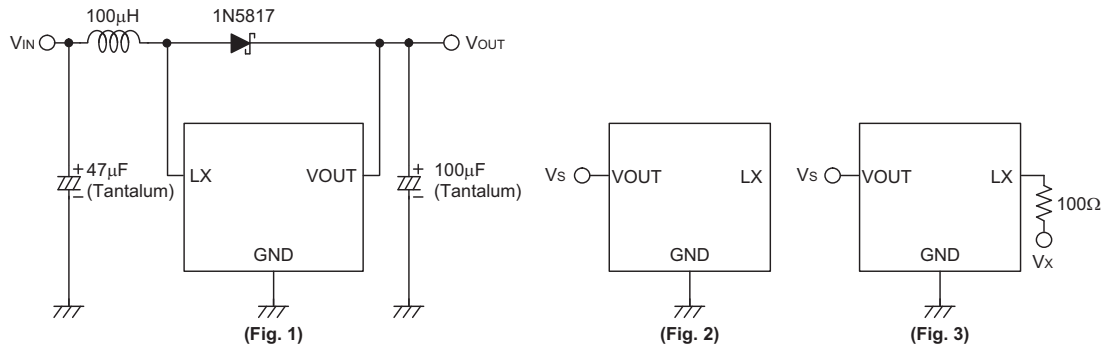 100μH
1N5817
VIN
VOUT
47μF
(Tantalum)
+
−
LX
VOUT
GND
+
−
100μF
(Tantalum)
(Fig. 1)
VS
VOUT
LX
GND
(Fig. 2)
VS
VOUT
LX
GND
100Ω
VX
(Fig. 3)